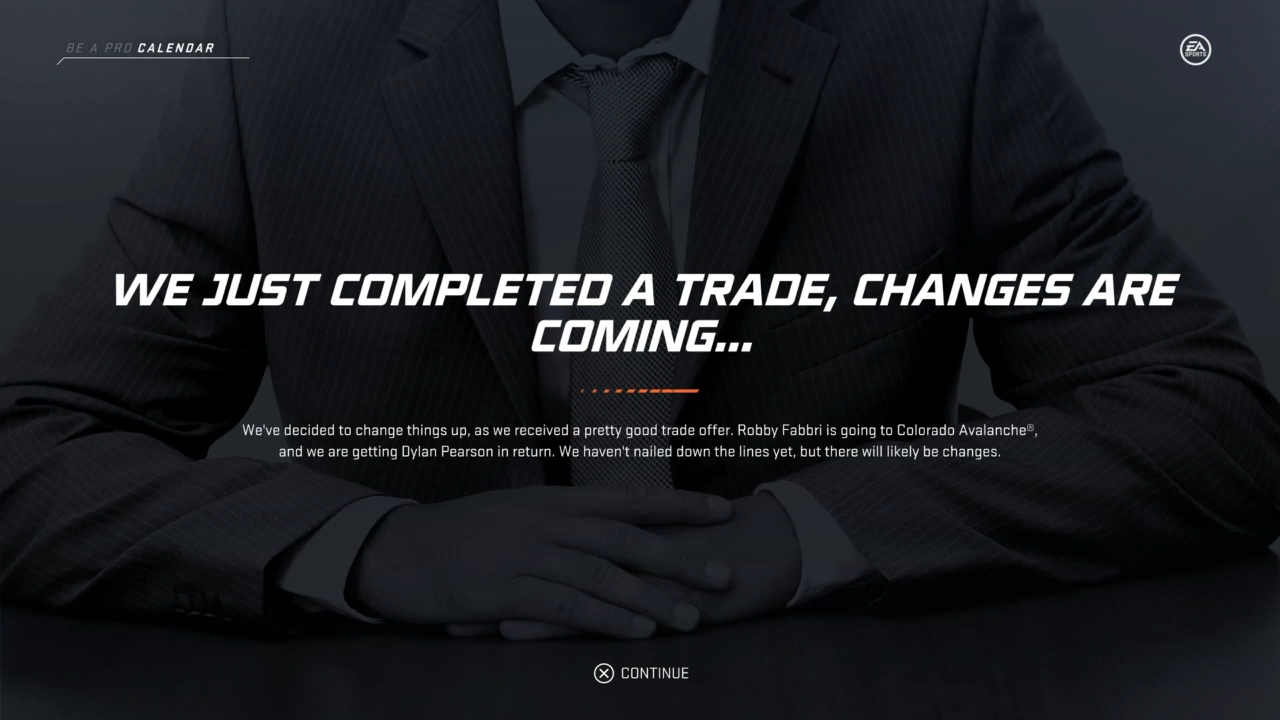 BE A PRO CALENDAR
EA
SPORTS
WE JUST COMPLETED A TRADE, CHANGES ARE
COMING...
We've decided to change things up, as we received a pretty good trade offer. Robby Fabbri is going to Colorado Avalanche®,
and we are getting Dylan Pearson in return. We haven't nailed down the lines yet, but there will likely be changes.
CONTINUE